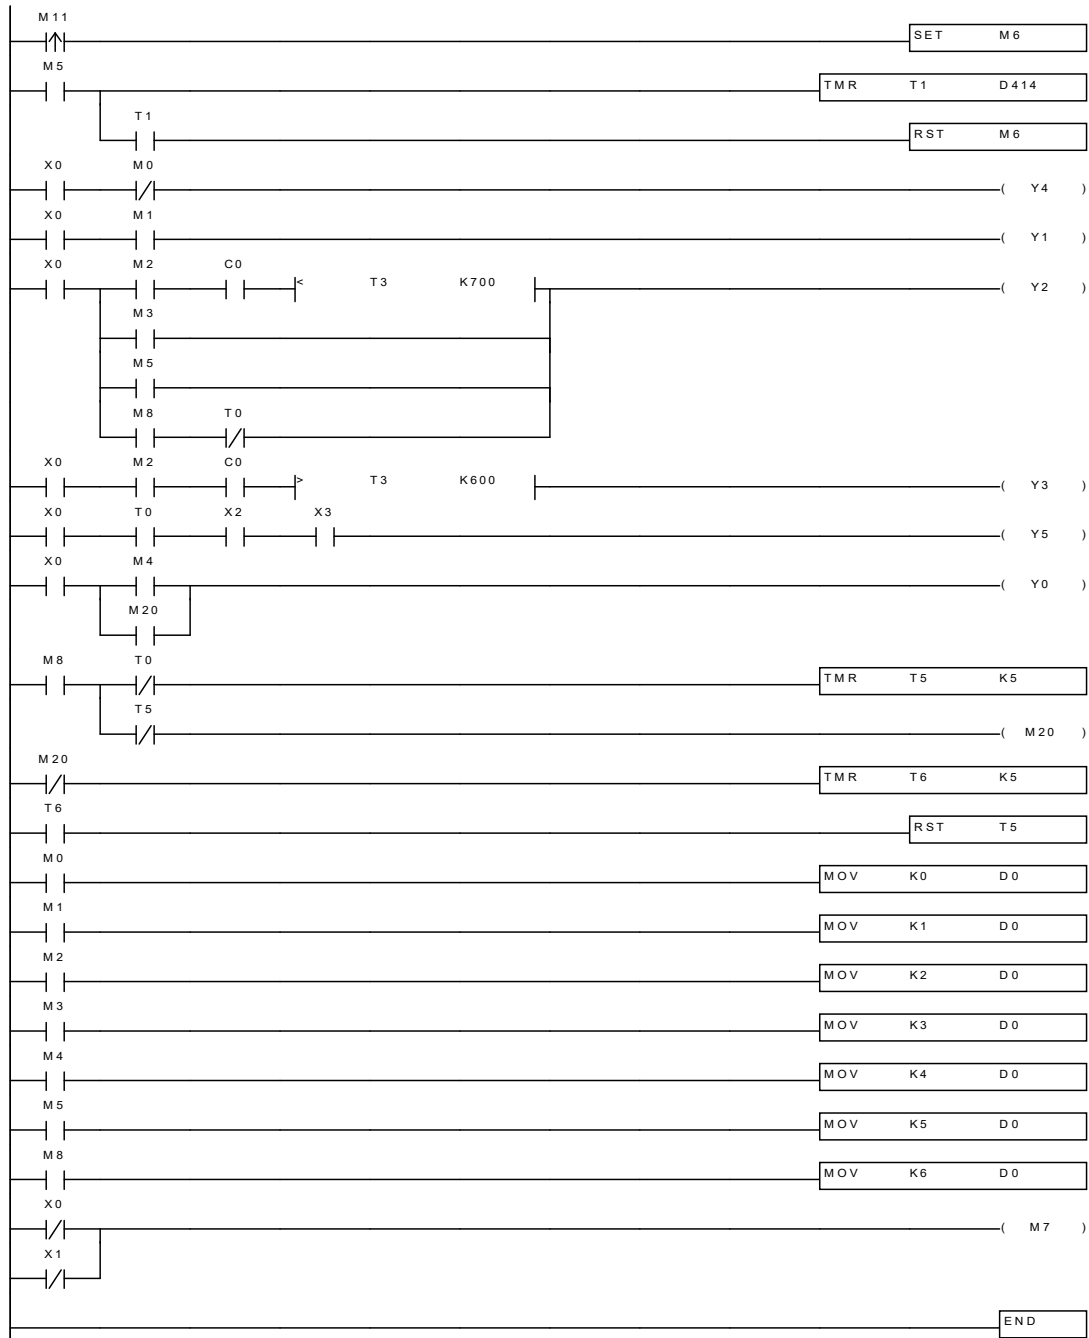 M11
SET M6
M5
TMR T1 D414
T1
RST M6
X0 M0
( Y4 )
X0 M1
( Y1 )
X0 M2 C0
< T3 K700
( Y2 )
M3
M5
M8 T0
X0 M2 C0
> T3 K600
( Y3 )
X0 T0 X2 X3
( Y5 )
X0 M4
( Y0 )
M20
M8 T0
TMR T5 K5
T5
( M20 )
M20
TMR T6 K5
T6
RST T5
M0
MOV K0 D0
M1
MOV K1 D0
M2
MOV K2 D0
M3
MOV K3 D0
M4
MOV K4 D0
M5
MOV K5 D0
M8
MOV K6 D0
X0
( M7 )
X1
END